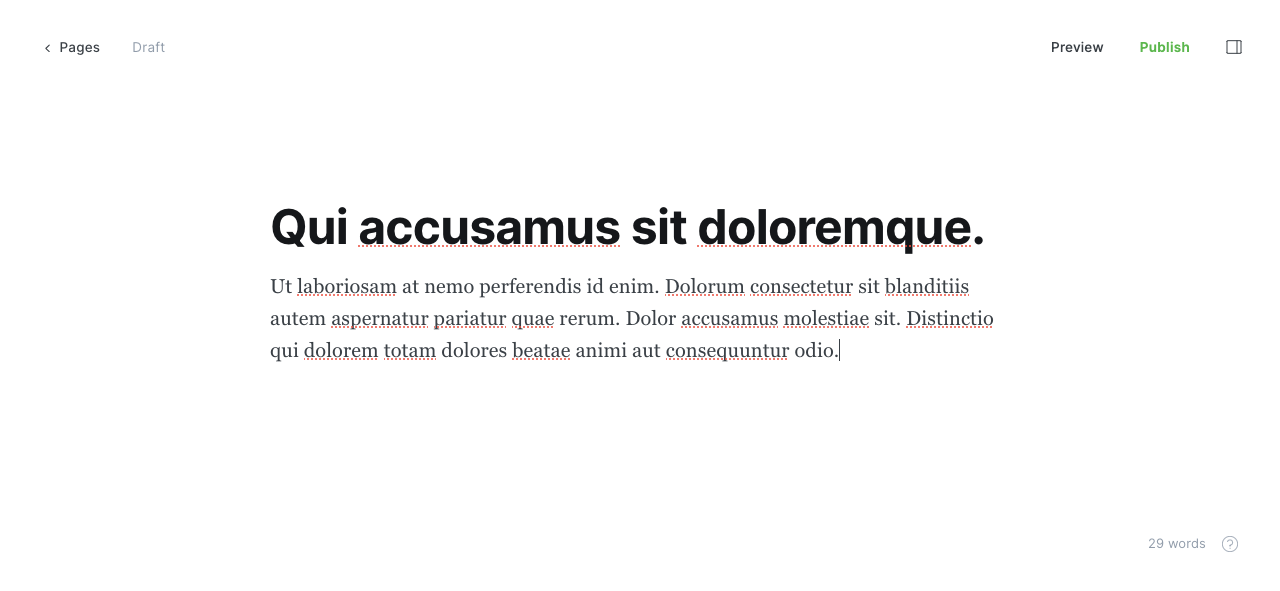 Pages Draft Preview Publish
Qui accusamus sit doloremque.
Ut laboriosam at nemo perferendis id enim. Dolorum consectetur sit blanditiis
autem aspernatur pariatur quae rerum. Dolor accusamus molestiae sit. Distinctio
qui dolorem totam dolores beatae animi aut consequuntur odio.
29 words